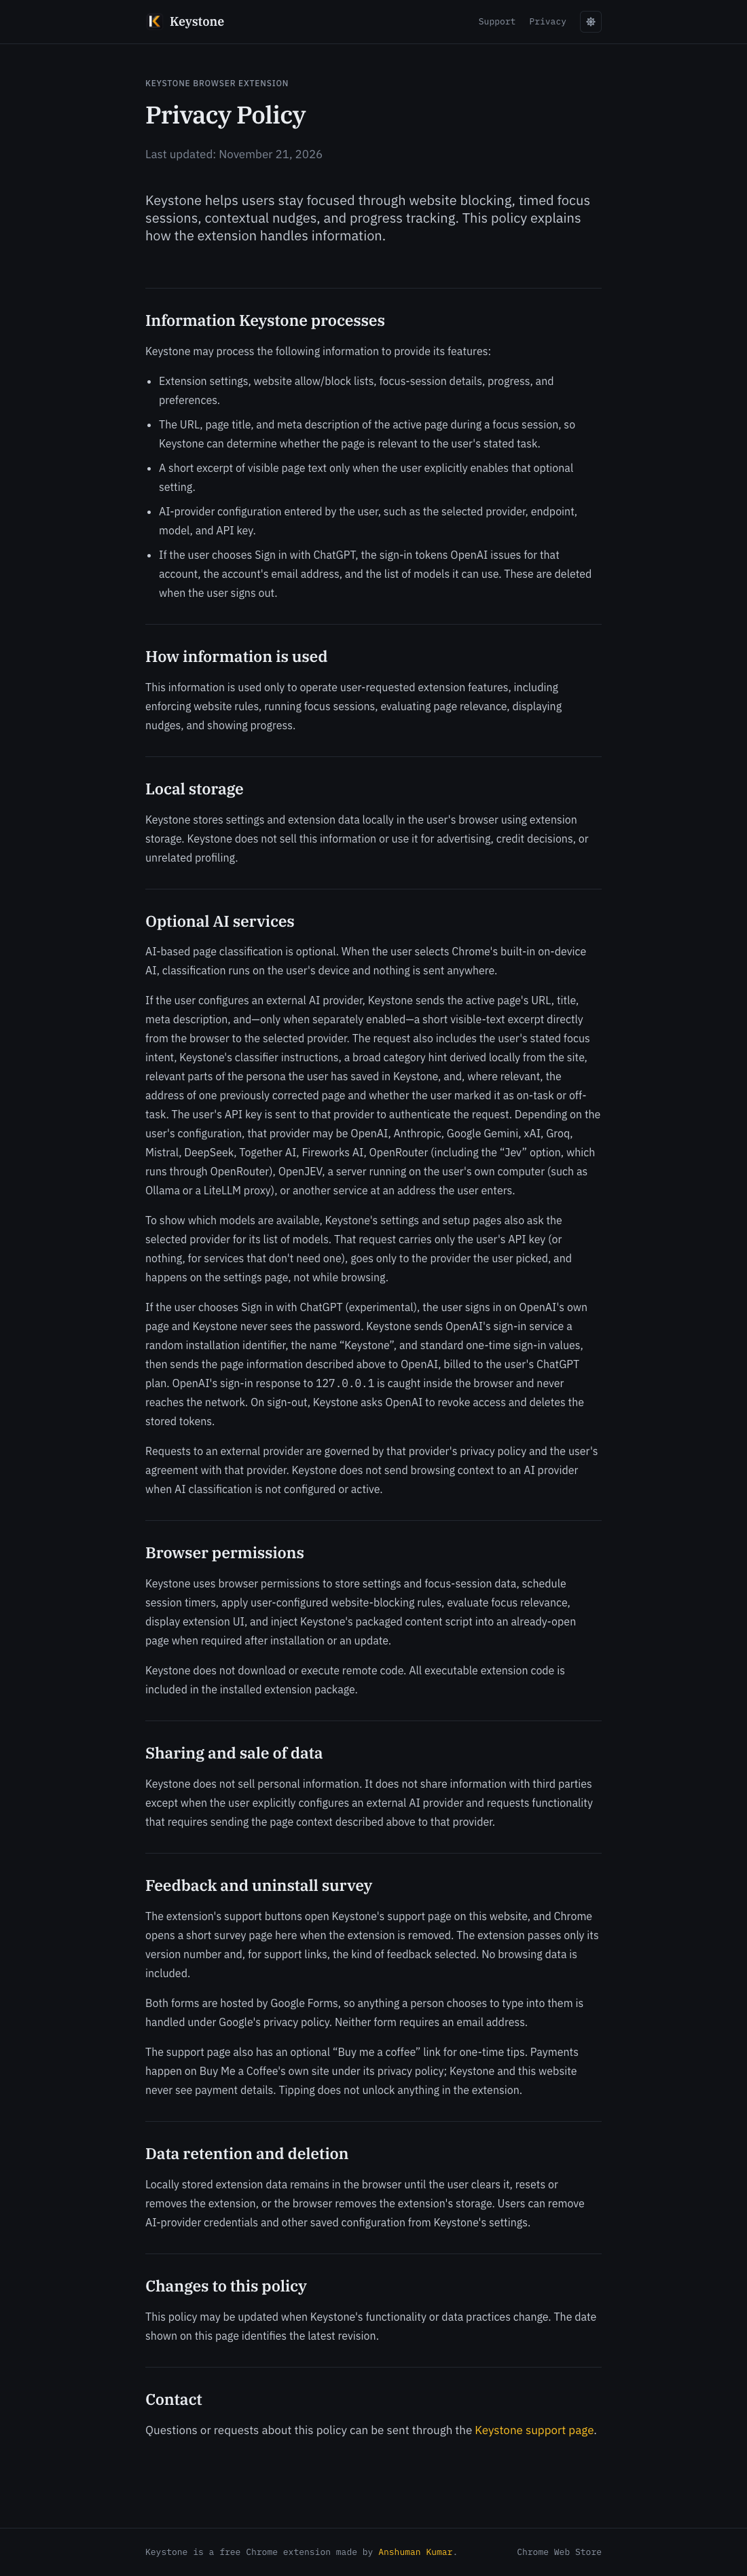 Keystone
Support
Privacy
KEYSTONE BROWSER EXTENSION
Privacy Policy
Last updated: November 21, 2026
Keystone helps users stay focused through website blocking, timed focus
sessions, contextual nudges, and progress tracking. This policy explains
how the extension handles information.
Information Keystone processes
Keystone may process the following information to provide its features:
• Extension settings, website allow/block lists, focus-session details, progress, and
preferences.
• The URL, page title, and meta description of the active page during a focus session, so
Keystone can determine whether the page is relevant to the user's stated task.
• A short excerpt of visible page text only when the user explicitly enables that optional
setting.
• AI-provider configuration entered by the user, such as the selected provider, endpoint,
model, and API key.
• If the user chooses Sign in with ChatGPT, the sign-in tokens OpenAI issues for that
account, the account's email address, and the list of models it can use. These are deleted
when the user signs out.
How information is used
This information is used only to operate user-requested extension features, including
enforcing website rules, running focus sessions, evaluating page relevance, displaying
nudges, and showing progress.
Local storage
Keystone stores settings and extension data locally in the user's browser using extension
storage. Keystone does not sell this information or use it for advertising, credit decisions, or
unrelated profiling.
Optional AI services
AI-based page classification is optional. When the user selects Chrome's built-in on-device
AI, classification runs on the user's device and nothing is sent anywhere.
If the user configures an external AI provider, Keystone sends the active page's URL, title,
meta description, and—only when separately enabled—a short visible-text excerpt directly
from the browser to the selected provider. The request also includes the user's stated focus
intent, Keystone's classifier instructions, a broad category hint derived locally from the site,
relevant parts of the persona the user has saved in Keystone, and, where relevant, the
address of one previously corrected page and whether the user marked it as on-task or off-
task. The user's API key is sent to that provider to authenticate the request. Depending on the
user's configuration, that provider may be OpenAI, Anthropic, Google Gemini, xAI, Groq,
Mistral, DeepSeek, Together AI, Fireworks AI, OpenRouter (including the “Jev” option, which
runs through OpenRouter), OpenJEV, a server running on the user's own computer (such as
Ollama or a LiteLLM proxy), or another service at an address the user enters.
To show which models are available, Keystone's settings and setup pages also ask the
selected provider for its list of models. That request carries only the user's API key (or
nothing, for services that don't need one), goes only to the provider the user picked, and
happens on the settings page, not while browsing.
If the user chooses Sign in with ChatGPT (experimental), the user signs in on OpenAI's own
page and Keystone never sees the password. Keystone sends OpenAI's sign-in service a
random installation identifier, the name “Keystone”, and standard one-time sign-in values,
then sends the page information described above to OpenAI, billed to the user's ChatGPT
plan. OpenAI's sign-in response to 127.0.0.1 is caught inside the browser and never
reaches the network. On sign-out, Keystone asks OpenAI to revoke access and deletes the
stored tokens.
Requests to an external provider are governed by that provider's privacy policy and the user's
agreement with that provider. Keystone does not send browsing context to an AI provider
when AI classification is not configured or active.
Browser permissions
Keystone uses browser permissions to store settings and focus-session data, schedule
session timers, apply user-configured website-blocking rules, evaluate focus relevance,
display extension UI, and inject Keystone's packaged content script into an already-open
page when required after installation or an update.
Keystone does not download or execute remote code. All executable extension code is
included in the installed extension package.
Sharing and sale of data
Keystone does not sell personal information. It does not share information with third parties
except when the user explicitly configures an external AI provider and requests functionality
that requires sending the page context described above to that provider.
Feedback and uninstall survey
The extension's support buttons open Keystone's support page on this website, and Chrome
opens a short survey page here when the extension is removed. The extension passes only its
version number and, for support links, the kind of feedback selected. No browsing data is
included.
Both forms are hosted by Google Forms, so anything a person chooses to type into them is
handled under Google's privacy policy. Neither form requires an email address.
The support page also has an optional “Buy me a coffee” link for one-time tips. Payments
happen on Buy Me a Coffee's own site under its privacy policy; Keystone and this website
never see payment details. Tipping does not unlock anything in the extension.
Data retention and deletion
Locally stored extension data remains in the browser until the user clears it, resets or
removes the extension, or the browser removes the extension's storage. Users can remove
AI-provider credentials and other saved configuration from Keystone's settings.
Changes to this policy
This policy may be updated when Keystone's functionality or data practices change. The date
shown on this page identifies the latest revision.
Contact
Questions or requests about this policy can be sent through the Keystone support page.
Keystone is a free Chrome extension made by Anshuman Kumar.
Chrome Web Store